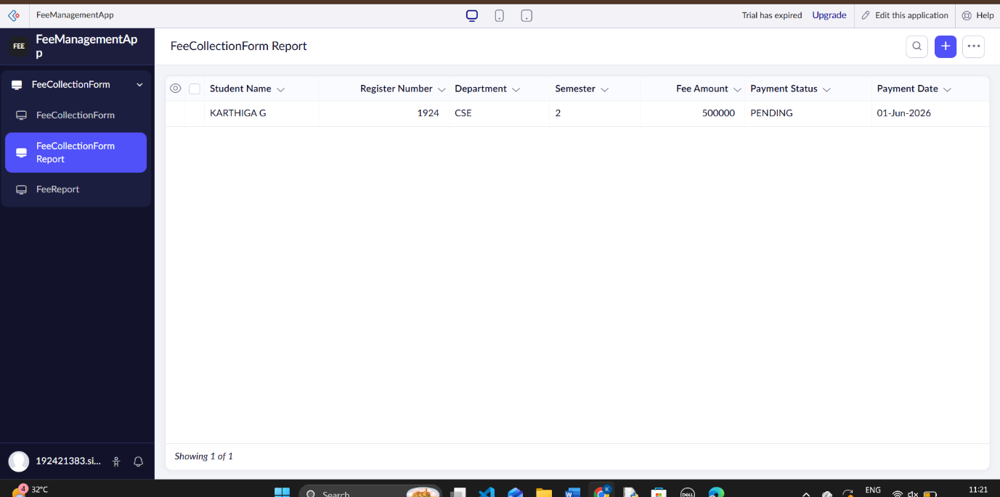 FeeManagementApp
Trial has expired Upgrade Edit this application Help
FEE
FeeManagementAp
p
FeeCollectionForm
FeeCollectionForm
FeeCollectionForm
Report
FeeReport
192421383.si...
FeeCollectionForm Report
Student Name Register Number Department Semester Fee Amount Payment Status Payment Date
KARTHIGA G 1924 CSE 2 500000 PENDING 01-Jun-2026
Showing 1 of 1
4 32°C
Search
W
K
DELL
ENG
11:21